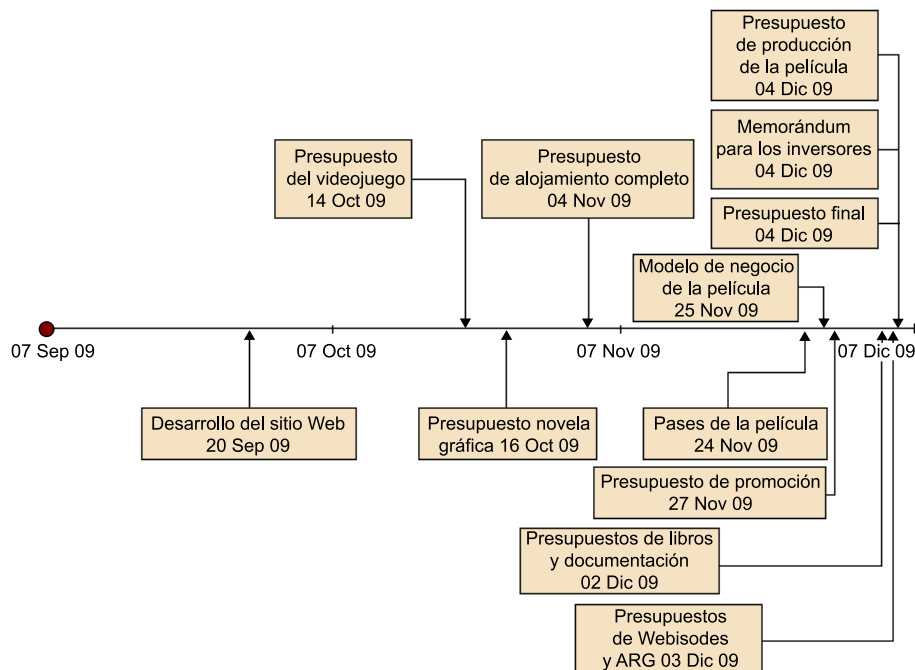 Presupuesto
de producción
de la película
04 Dic 09
Memorándum
para los inversores
04 Dic 09
Presupuesto final
04 Dic 09
Presupuesto
del videojuego
14 Oct 09
Presupuesto
de alojamiento completo
04 Nov 09
Modelo de negocio
de la película
25 Nov 09
07 Sep 09
07 Oct 09
07 Nov 09
07 Dic 09
Desarrollo del sitio Web
20 Sep 09
Presupuesto novela
gráfica 16 Oct 09
Pases de la película
24 Nov 09
Presupuesto de promoción
27 Nov 09
Presupuestos de libros
y documentación
02 Dic 09
Presupuestos
de Webisodes
y ARG 03 Dic 09